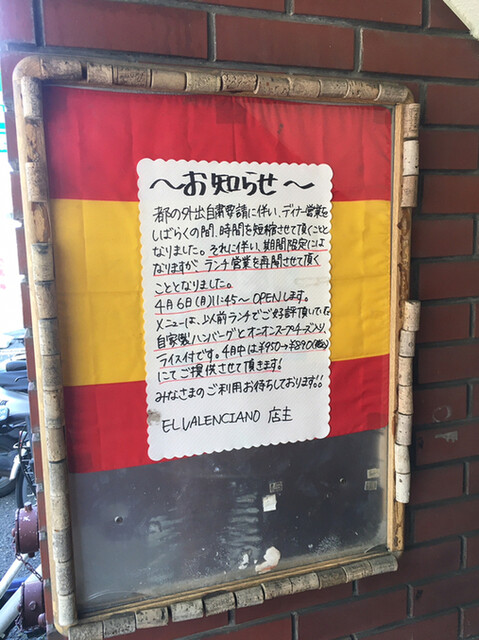 ～お知らせ～
都の外出自粛要請に伴い、ディナー営業を
しばらくの間、時間を短縮させて頂くことと
なりました。それに伴い、期間限定には
なりますが、ランチ営業を再開させて頂く
こととなりました。
4月6日(月)11:45～OPENします。
メニューは、以前ランチでご好評頂いていた
自家製ハンバーグとオニオンスープチーズ入り、
ライス付です。4月中は¥950→¥890(税込)
にてご提供させて頂きます!
みなさまのご利用お待ちしております!!
EL VALENCIANO 店主